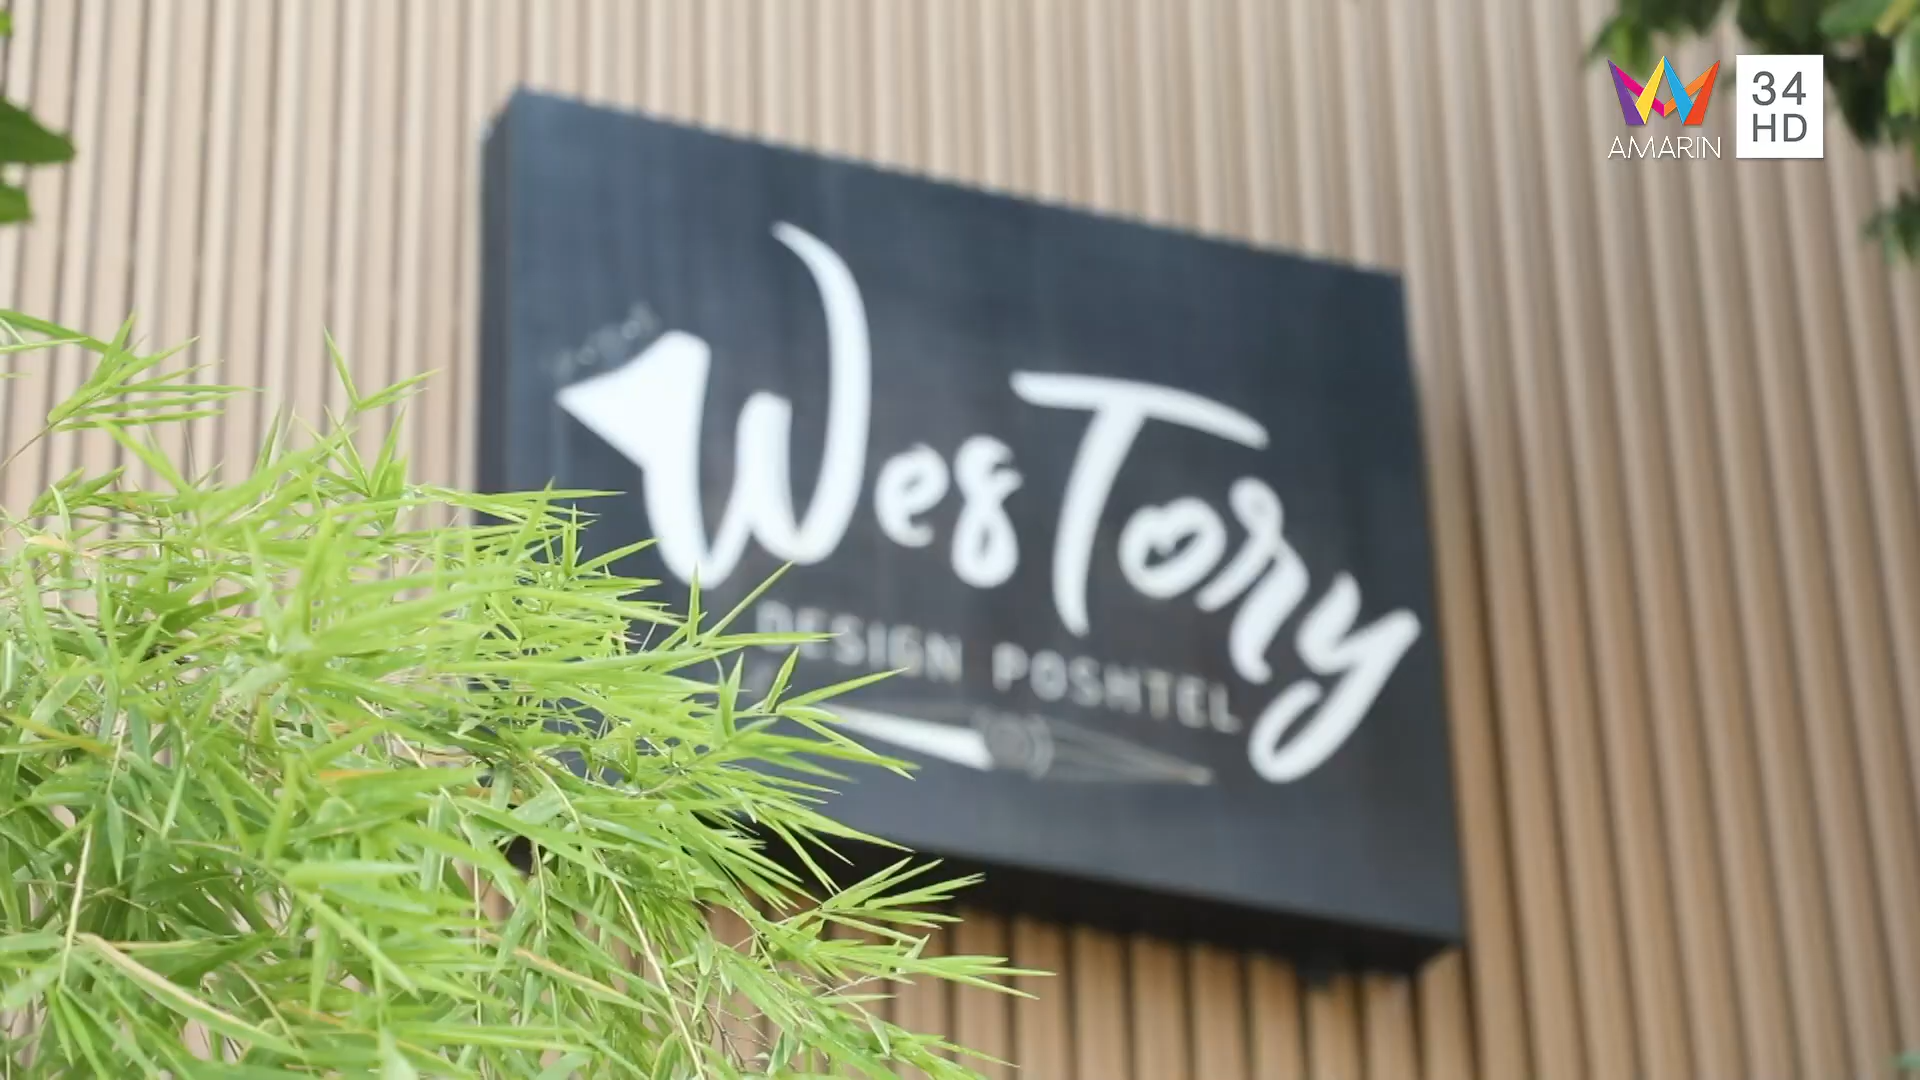 AMARIN
34
HD
WesTory
DESIGN POSHTEL